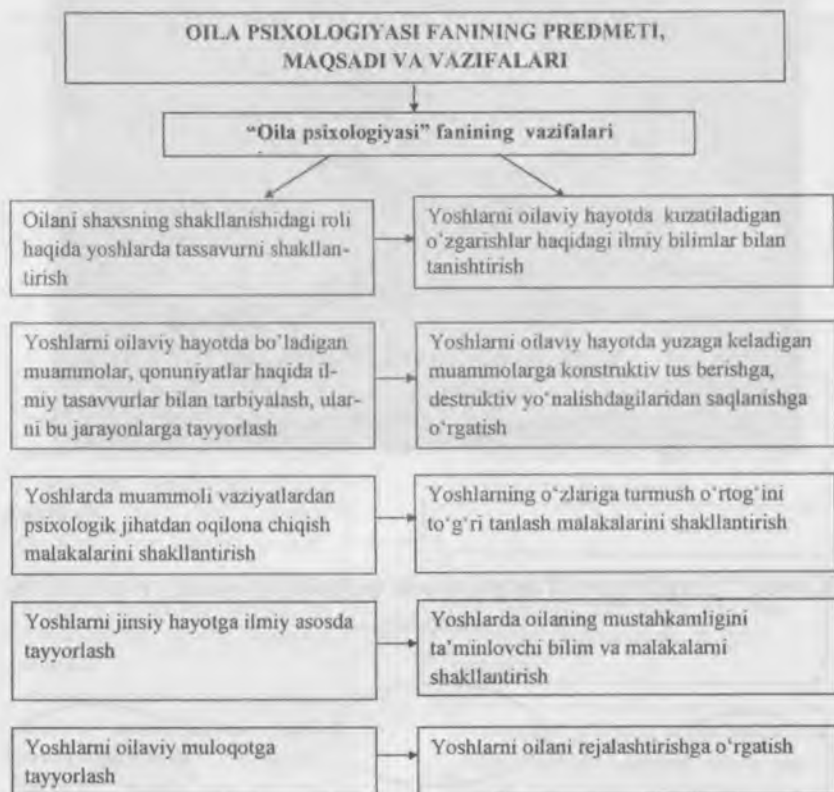 OILA PSIXOLOGIYASI FANINING PREDMETI,
MAQSADI VA VAZIFALARI
“Oila psixologiyasi” fanining vazifalari
Oilani shaxsning shakllanishidagi roli
haqida yoshlarda tassavurni shakllan-
tirish
Yoshlarni oilaviy hayotda kuzatiladigan
o‘zgarishlar haqidagi ilmiy bilimlar bilan
tanishtirish
Yoshlarni oilaviy hayotda bo‘ladigan
muammolar, qonuniyatlar haqida il-
miy tasavvurlar bilan tarbiyalash, ular-
ni bu jarayonlarga tayyorlash
Yoshlarni oilaviy hayotda yuzaga keladigan
muammolarga konstruktiv tus berishga,
destruktiv yo‘nalishdagilaridan saqlanishga
o‘rgatish
Yoshlarda muammoli vaziyatlardan
psixologik jihatdan oqilona chiqish
malakalarini shakllantirish
Yoshlarning o‘zlariga turmush o‘rtog‘ini
to‘g‘ri tanlash malakalarini shakllantirish
Yoshlarni jinsiy hayotga ilmiy asosda
tayyorlash
Yoshlarda oilaning mustahkamligini
ta’minlovchi bilim va malakalarni
shakllantirish
Yoshlarni oilaviy muloqotga
tayyorlash
Yoshlarni oilani rejalashtirishga o‘rgatish